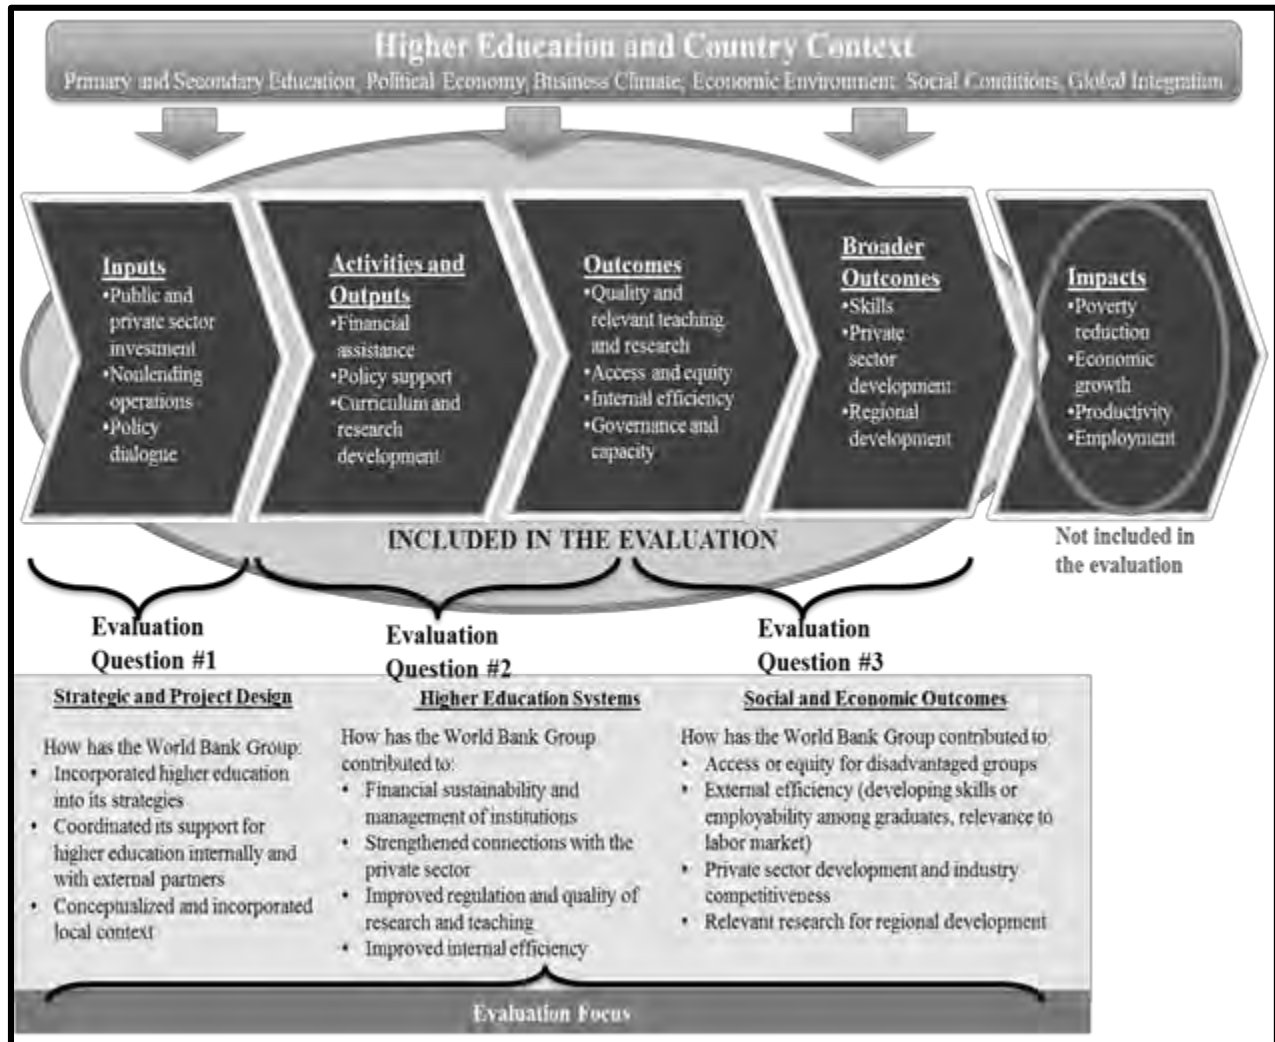 Higher Education and Country Context
Primary and Secondary Education, Political Economy, Business Climate, Economic Environment, Social Conditions, Global Integration
Inputs
•Public and
private sector
investment
•Nonlending
operations
•Policy
dialogue
Activities and
Outputs
•Financial
assistance
•Policy support
•Curriculum and
research
development
Outcomes
•Quality and
relevant teaching
and research
•Access and equity
•Internal efficiency
•Governance and
capacity
Broader
Outcomes
•Skills
•Private
sector
development
•Regional
development
Impacts
•Poverty
reduction
•Economic
growth
•Productivity
•Employment
INCLUDED IN THE EVALUATION
Not included in
the evaluation
Evaluation
Question #1
Evaluation
Question #2
Evaluation
Question #3
Strategic and Project Design
How has the World Bank Group:
• Incorporated higher education
into its strategies
• Coordinated its support for
higher education internally and
with external partners
• Conceptualized and incorporated
local context
Higher Education Systems
How has the World Bank Group
contributed to:
• Financial sustainability and
management of institutions
• Strengthened connections with the
private sector
• Improved regulation and quality of
research and teaching
• Improved internal efficiency
Social and Economic Outcomes
How has the World Bank Group contributed to:
• Access or equity for disadvantaged groups
• External efficiency (developing skills or
employability among graduates, relevance to
labor market)
• Private sector development and industry
competitiveness
• Relevant research for regional development
Evaluation Focus